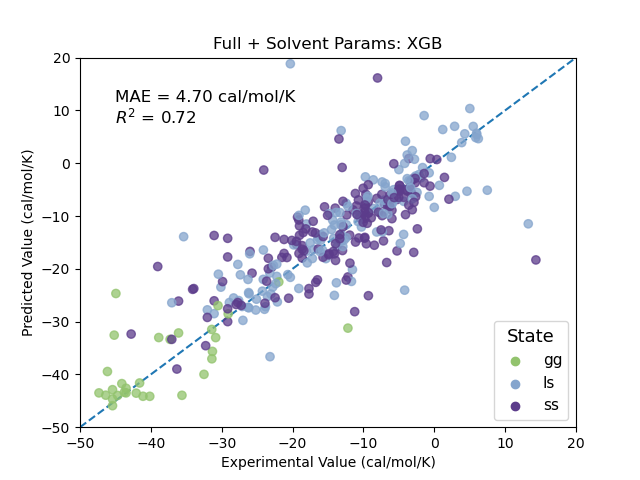 Full + Solvent Params: XGB
MAE = 4.70 cal/mol/K
R² = 0.72
Predicted Value (cal/mol/K)
20
10
0
−10
−20
−30
−40
−50
−50 −40 −30 −20 −10 0 10 20
Experimental Value (cal/mol/K)
State
gg
ls
ss